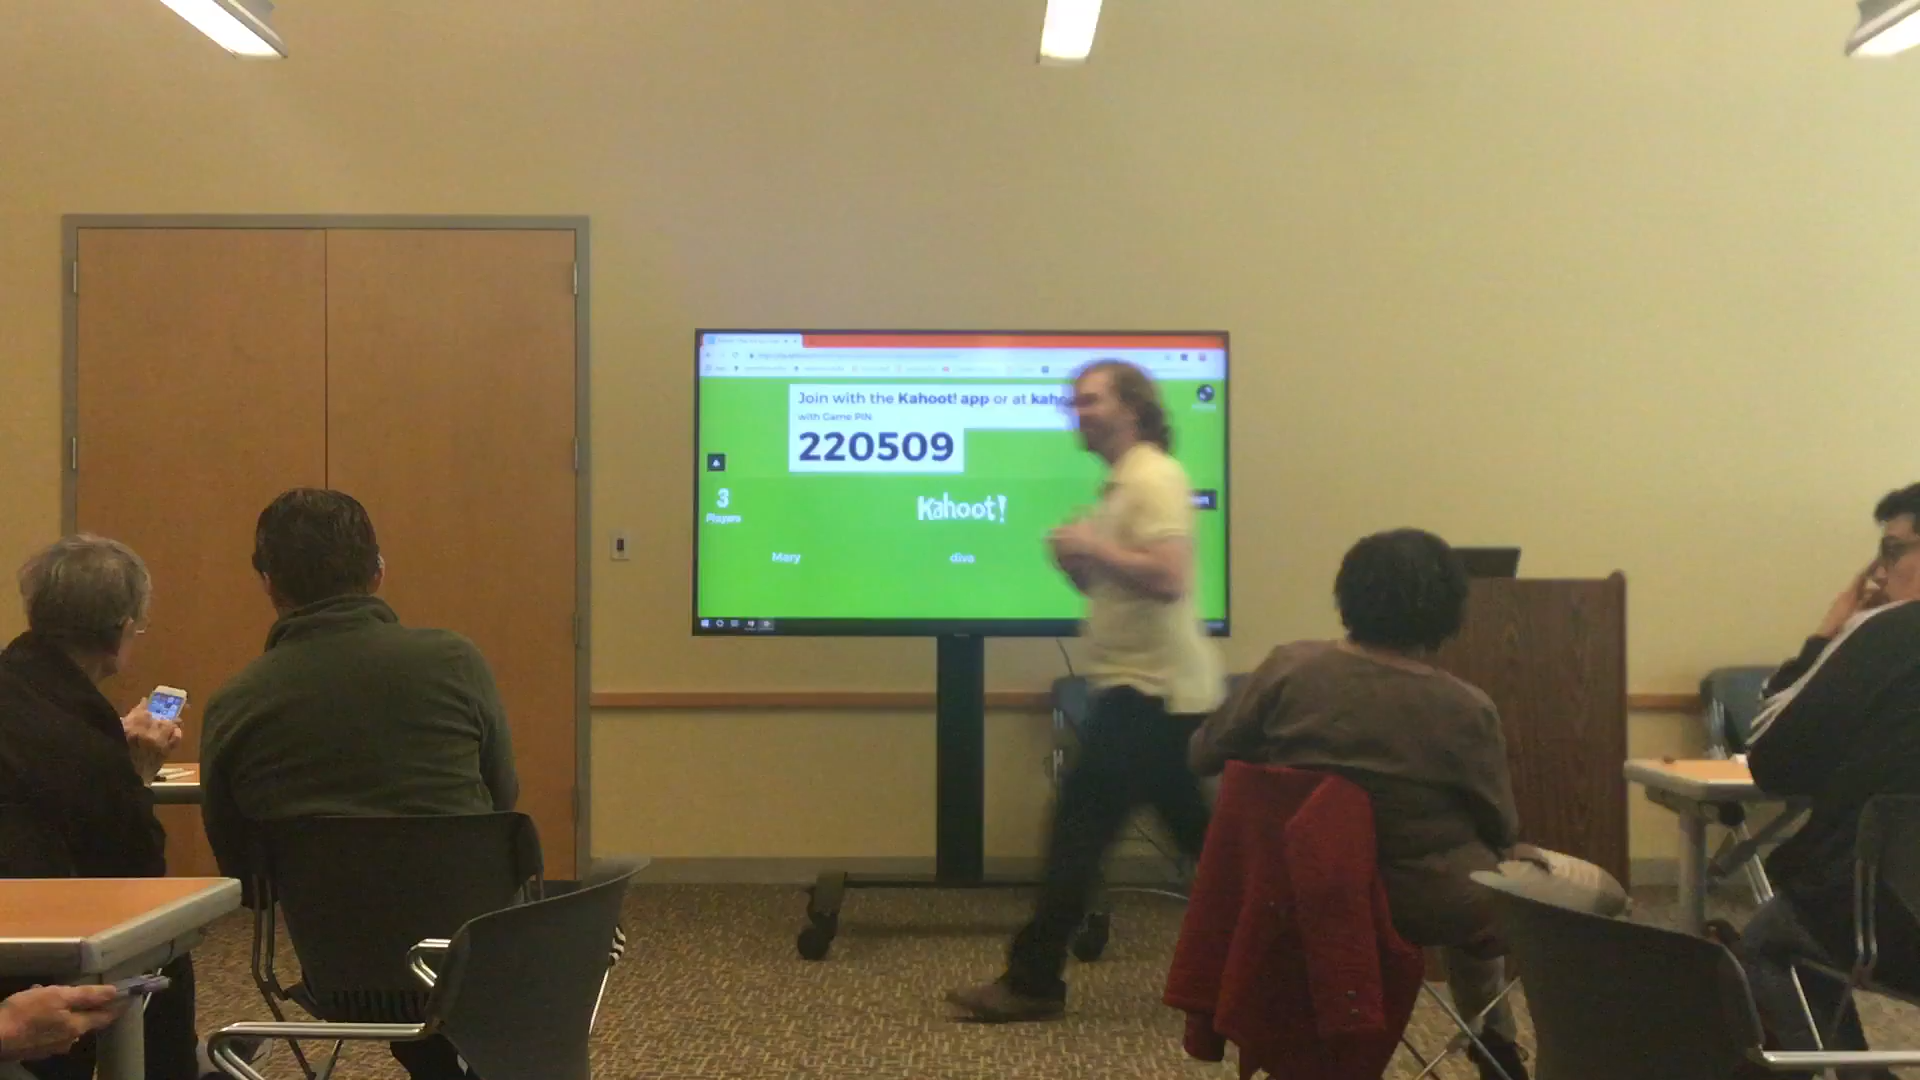 Join with the Kahoot! app or at kaho
with Game PIN:
220509
3
Players
Kahoot!
Mary
diva